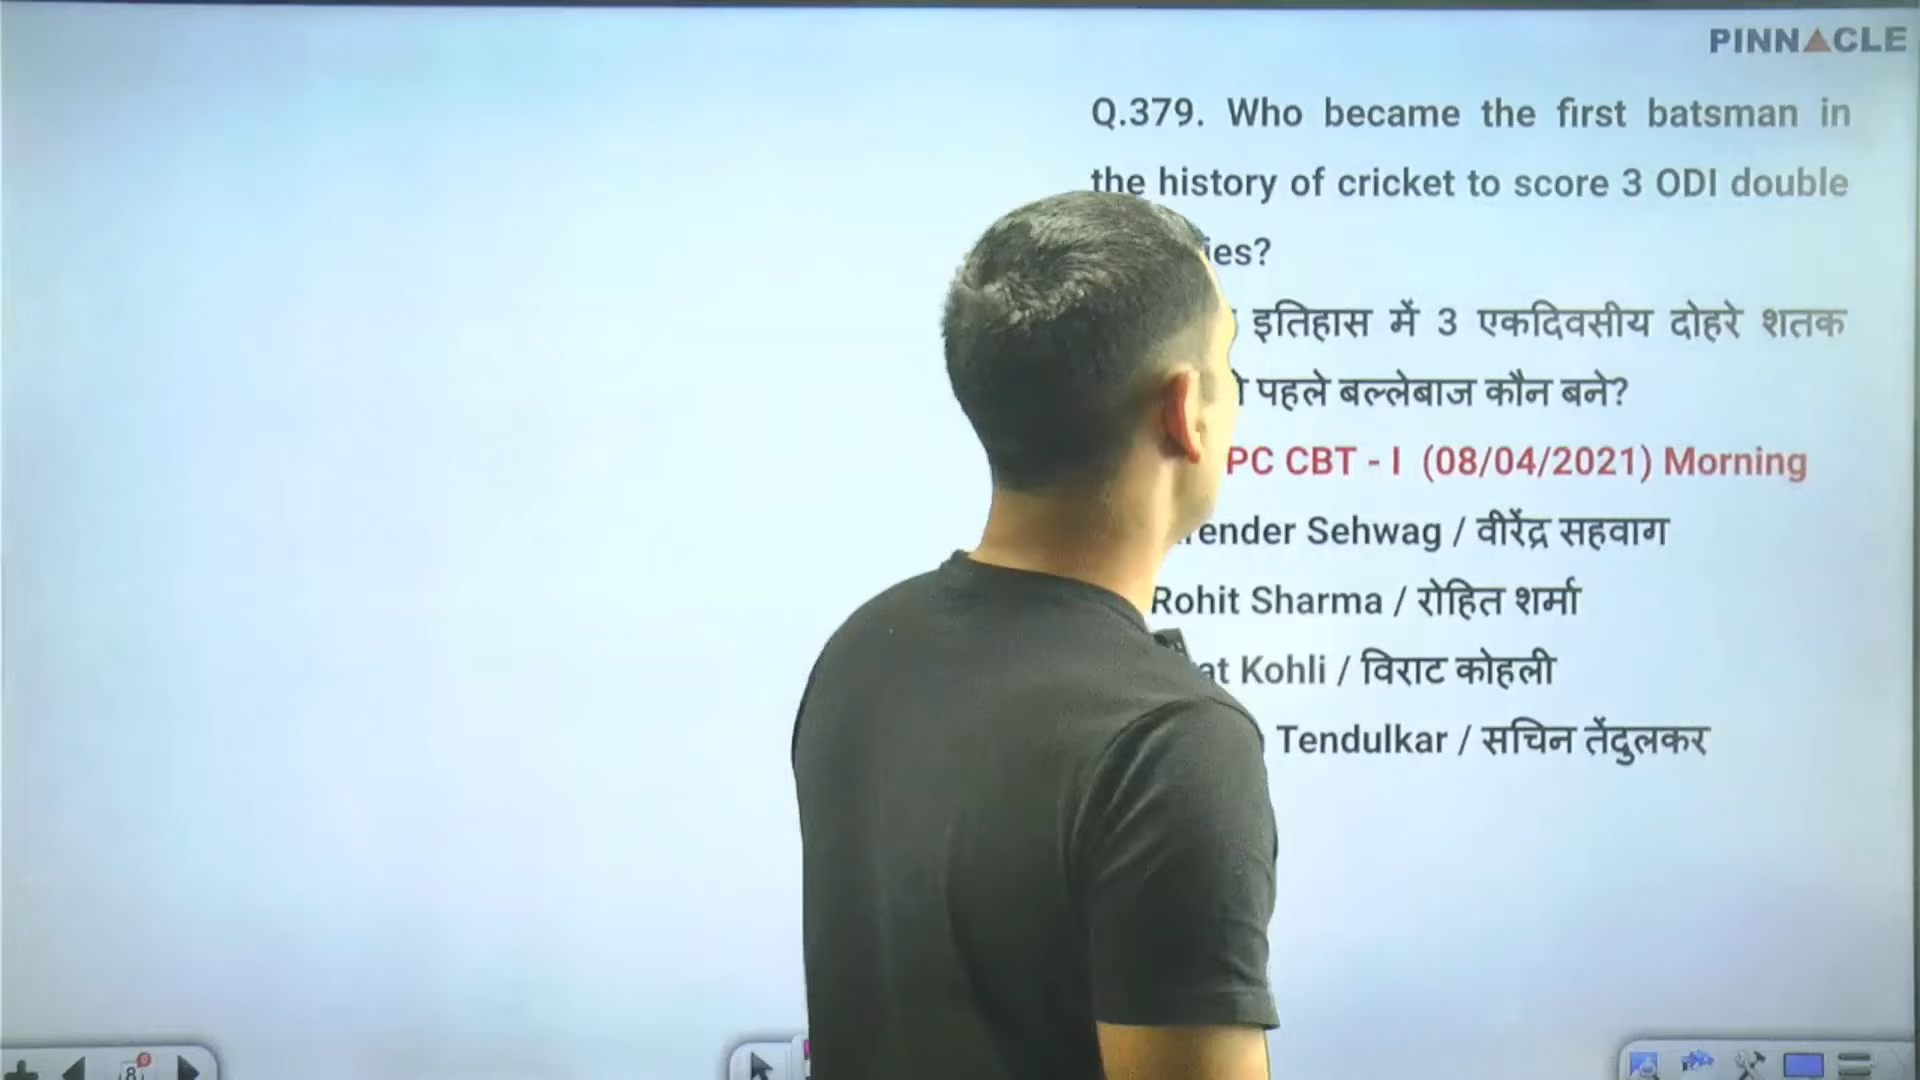 PINNACLE
Q.379. Who became the first batsman in
the history of cricket to score 3 ODI double
ies?
इतिहास में 3 एकदिवसीय दोहरे शतक
पहले बल्लेबाज कौन बने?
PC CBT - I (08/04/2021) Morning
ender Sehwag / वीरेंद्र सहवाग
Rohit Sharma / रोहित शर्मा
at Kohli / विराट कोहली
Tendulkar / सचिन तेंदुलकर
8